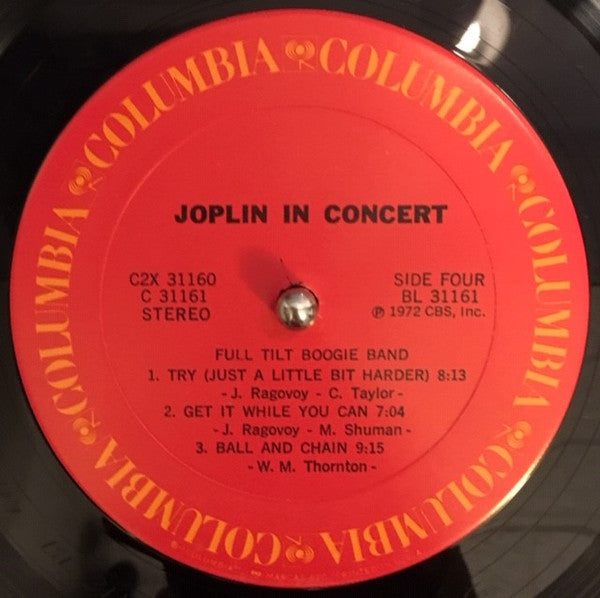 COLUMBIA COLUMBIA COLUMBIA COLUMBIA COLUMBIA COLUMBIA
JOPLIN IN CONCERT
C2X 31160
C 31161
STEREO
SIDE FOUR
BL 31161
℗ 1972 CBS, Inc.
FULL TILT BOOGIE BAND
1. TRY (JUST A LITTLE BIT HARDER) 8:13
- J. Ragovoy - C. Taylor -
2. GET IT WHILE YOU CAN 7:04
- J. Ragovoy - M. Shuman -
3. BALL AND CHAIN 9:15
- W. M. Thornton -